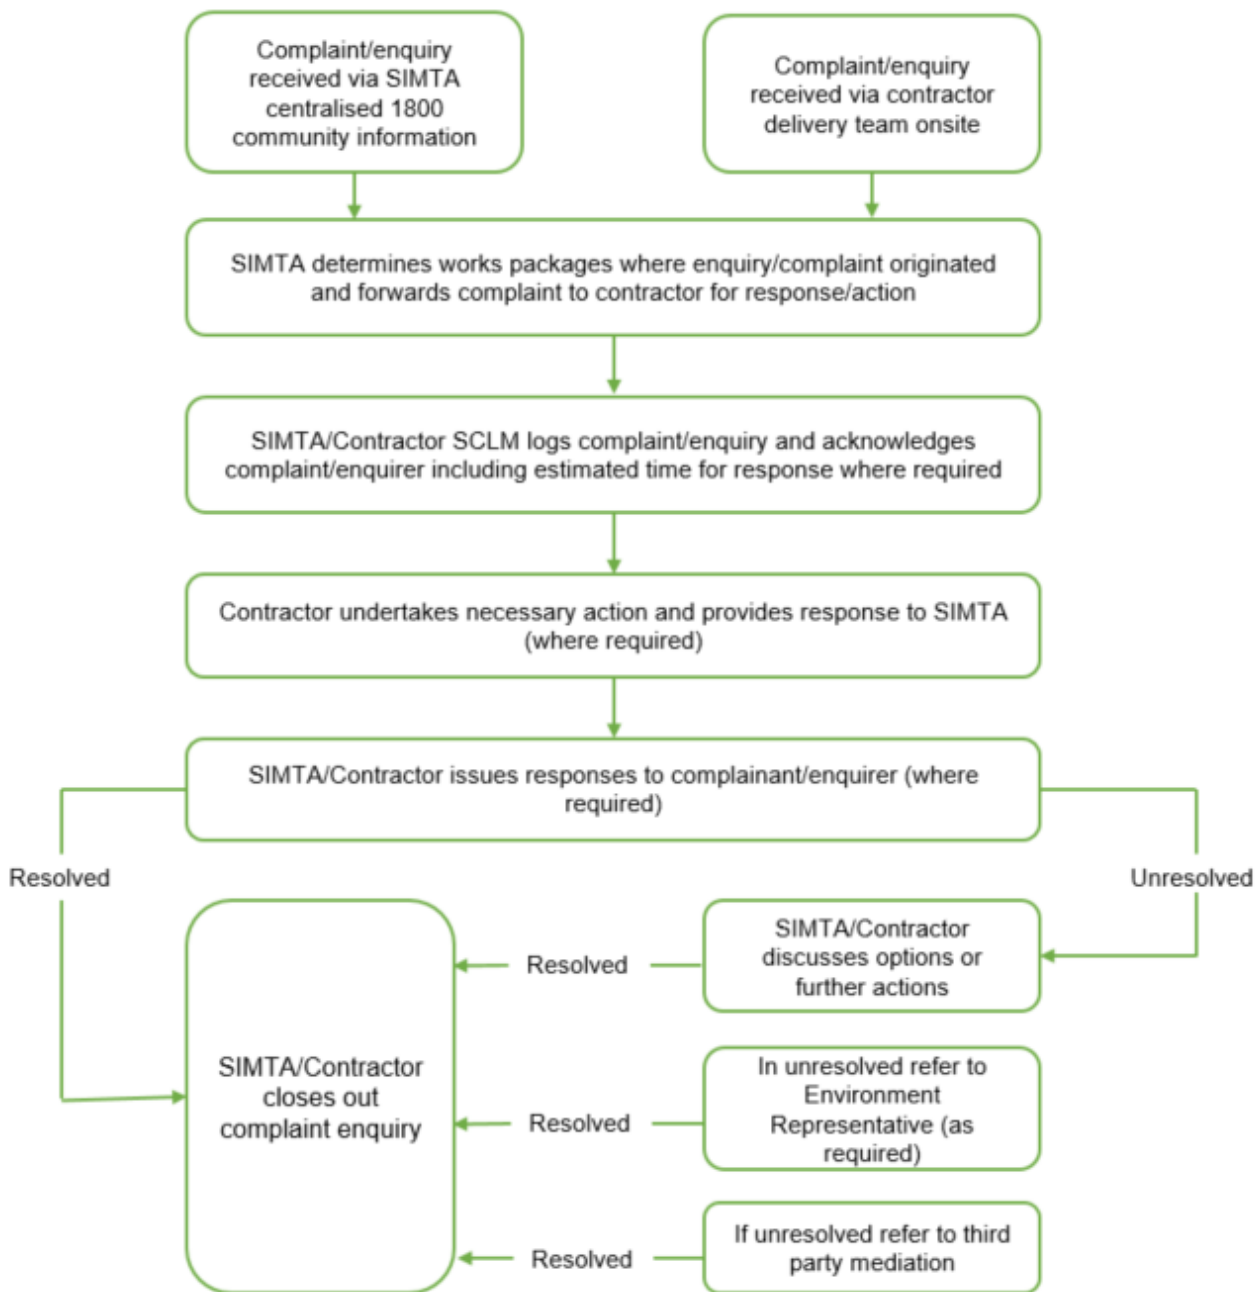 Complaint/enquiry
received via SIMTA
centralised 1800
community information
Complaint/enquiry
received via contractor
delivery team onsite
SIMTA determines works packages where enquiry/complaint originated
and forwards complaint to contractor for response/action
SIMTA/Contractor SCLM logs complaint/enquiry and acknowledges
complaint/enquirer including estimated time for response where required
Contractor undertakes necessary action and provides response to SIMTA
(where required)
SIMTA/Contractor issues responses to complainant/enquirer (where
required)
Resolved
Unresolved
SIMTA/Contractor
discusses options or
further actions
Resolved
SIMTA/Contractor
closes out
complaint enquiry
In unresolved refer to
Environment
Representative (as
required)
Resolved
If unresolved refer to third
party mediation
Resolved